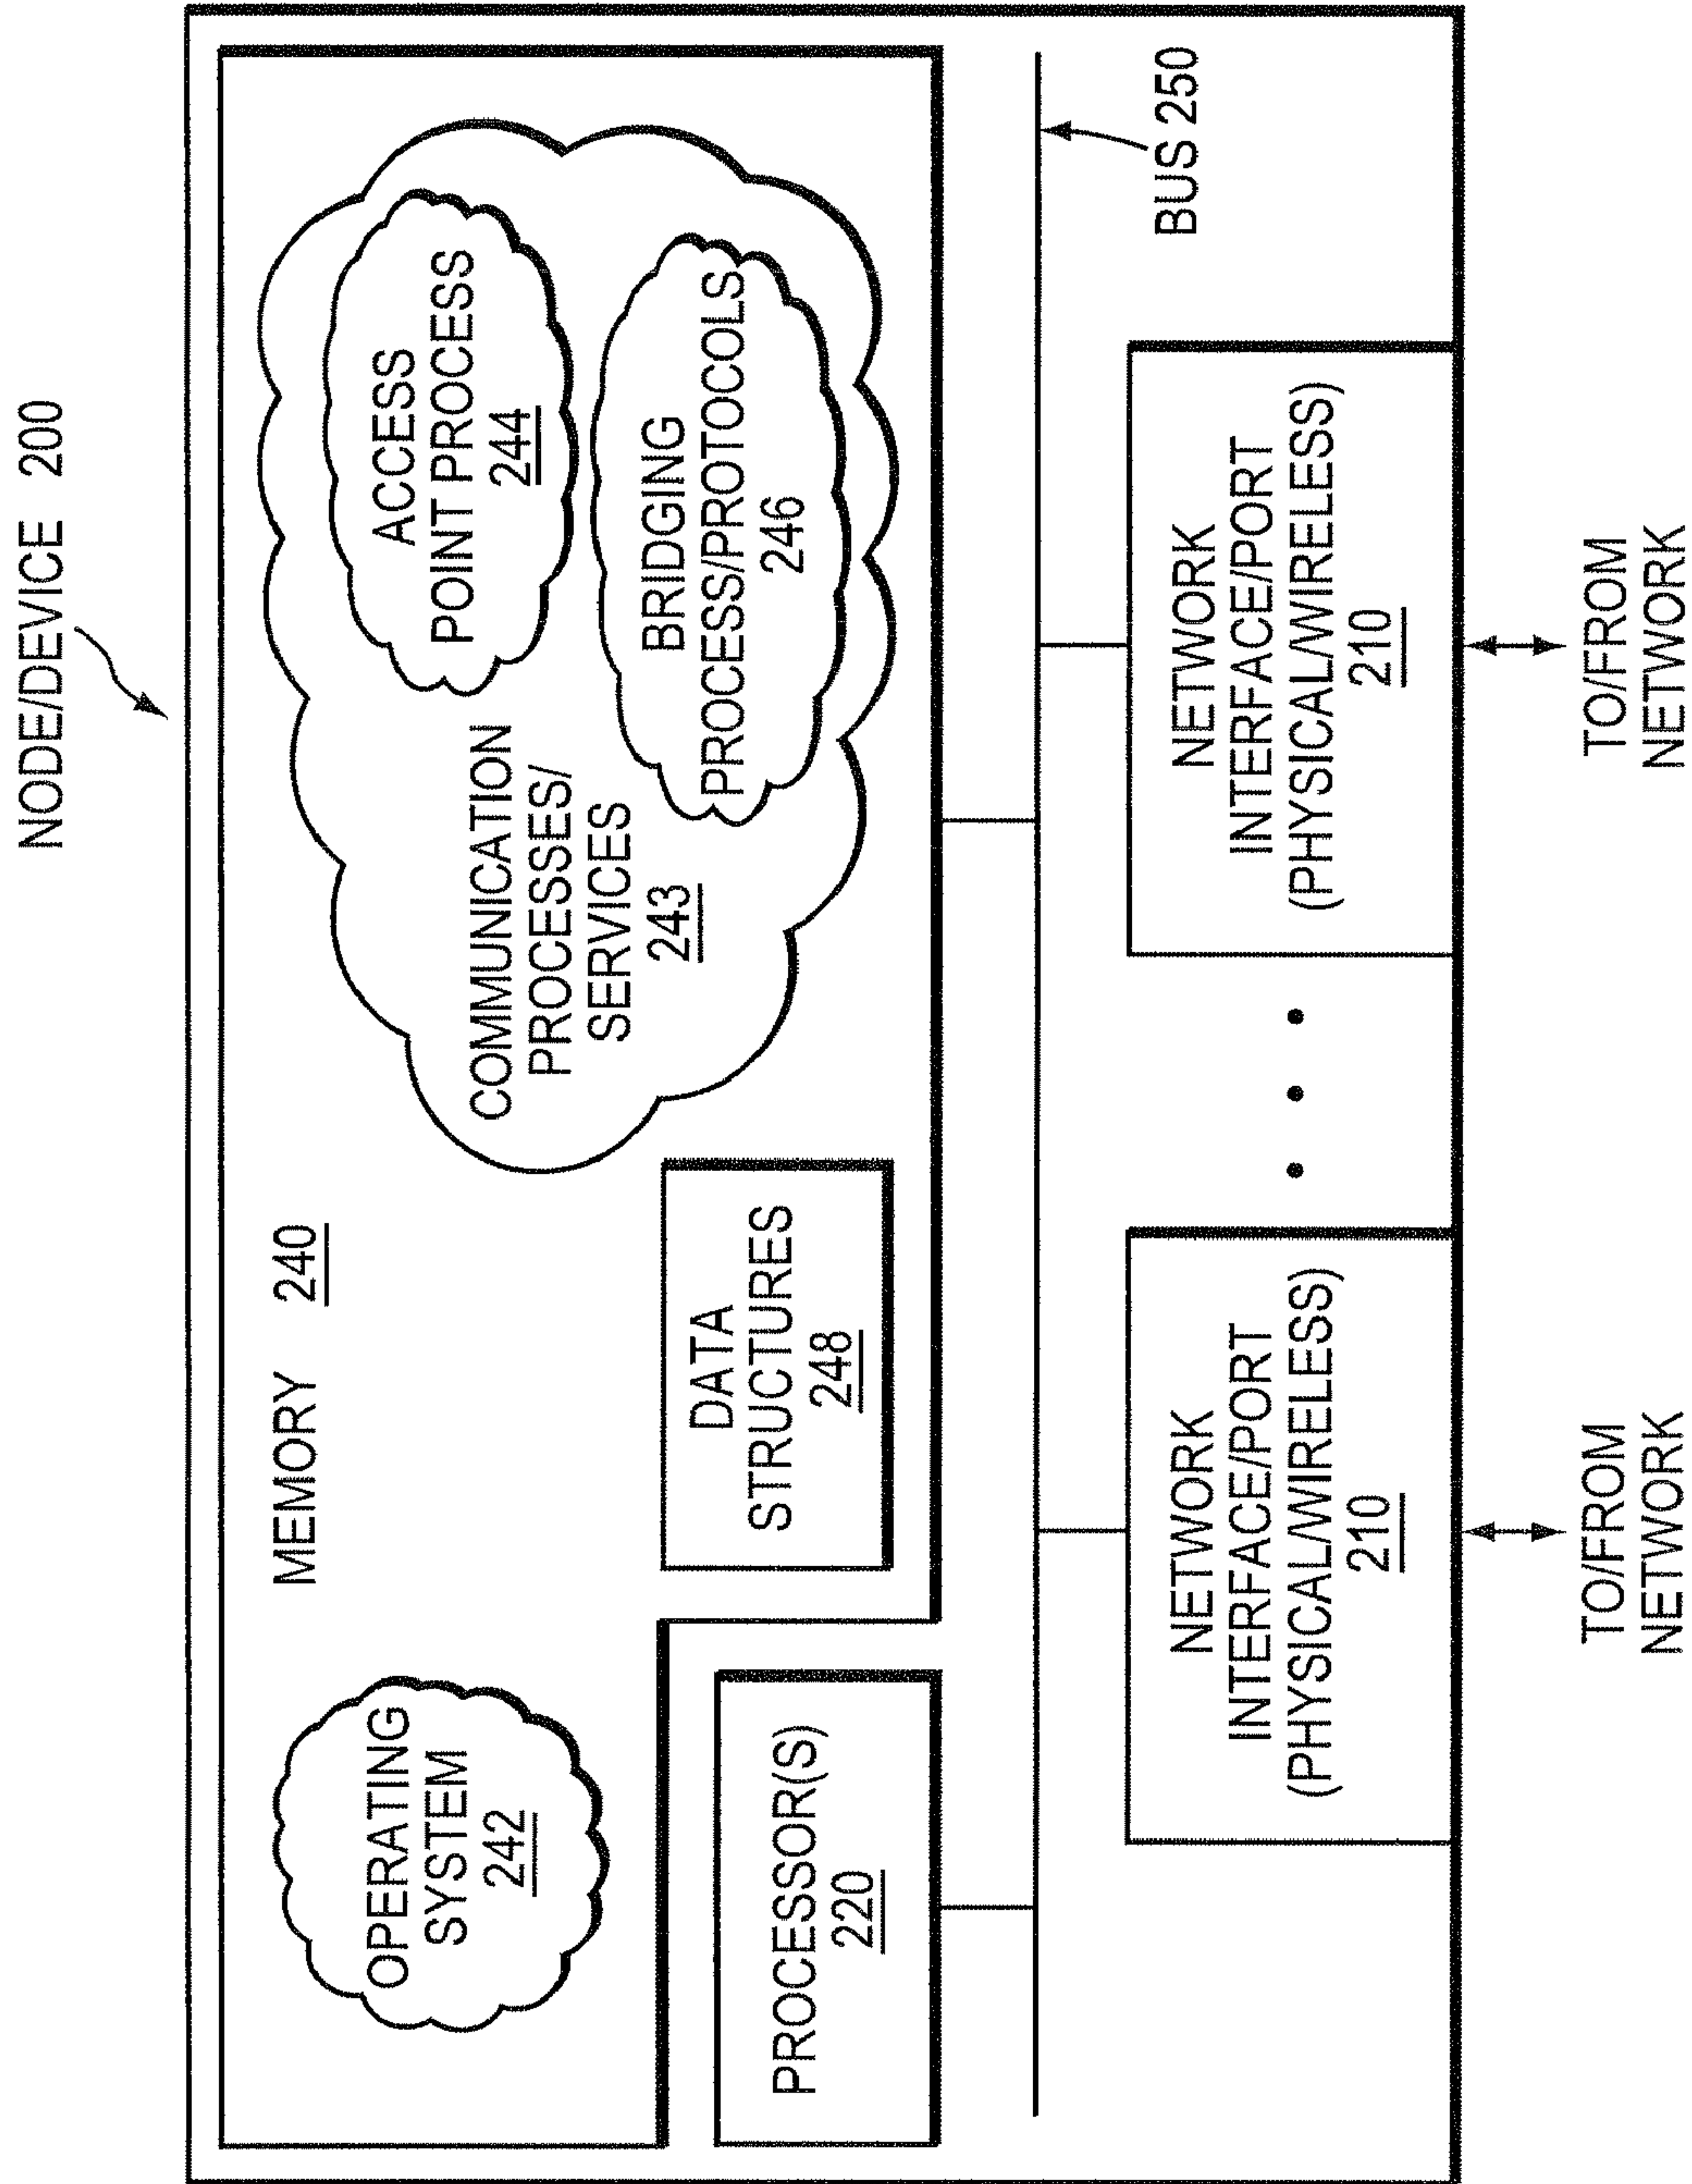 NODE/DEVICE 200
MEMORY 240
OPERATING
SYSTEM
242
COMMUNICATION
PROCESSES/
SERVICES
243
ACCESS
POINT PROCESS
244
BRIDGING
PROCESS/PROTOCOLS
246
DATA
STRUCTURES
248
PROCESSOR(S)
220
BUS 250
NETWORK
INTERFACE/PORT
(PHYSICAL/WIRELESS)
210
NETWORK
INTERFACE/PORT
(PHYSICAL/WIRELESS)
210
TO/FROM
NETWORK
TO/FROM
NETWORK